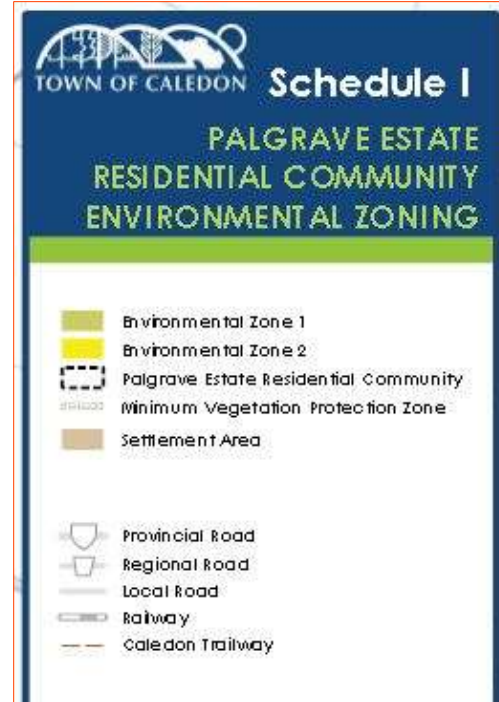 TOWN OF CALEDON
Schedule I
PALGRAVE ESTATE
RESIDENTIAL COMMUNITY
ENVIRONMENTAL ZONING
Environmental Zone 1
Environmental Zone 2
Palgrave Estate Residential Community
Minimum Vegetation Protection Zone
Settlement Area
Provincial Road
Regional Road
Local Road
Railway
Caledon Trailway